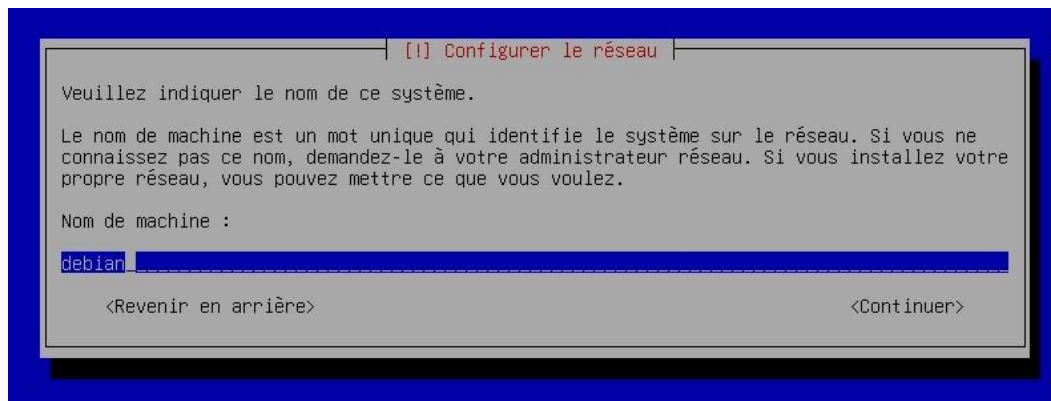 [!] Configurer le réseau
Veuillez indiquer le nom de ce système.
Le nom de machine est un mot unique qui identifie le système sur le réseau. Si vous ne
connaissez pas ce nom, demandez-le à votre administrateur réseau. Si vous installez votre
propre réseau, vous pouvez mettre ce que vous voulez.
Nom de machine :
debian
<Revenir en arrière> <Continuer>